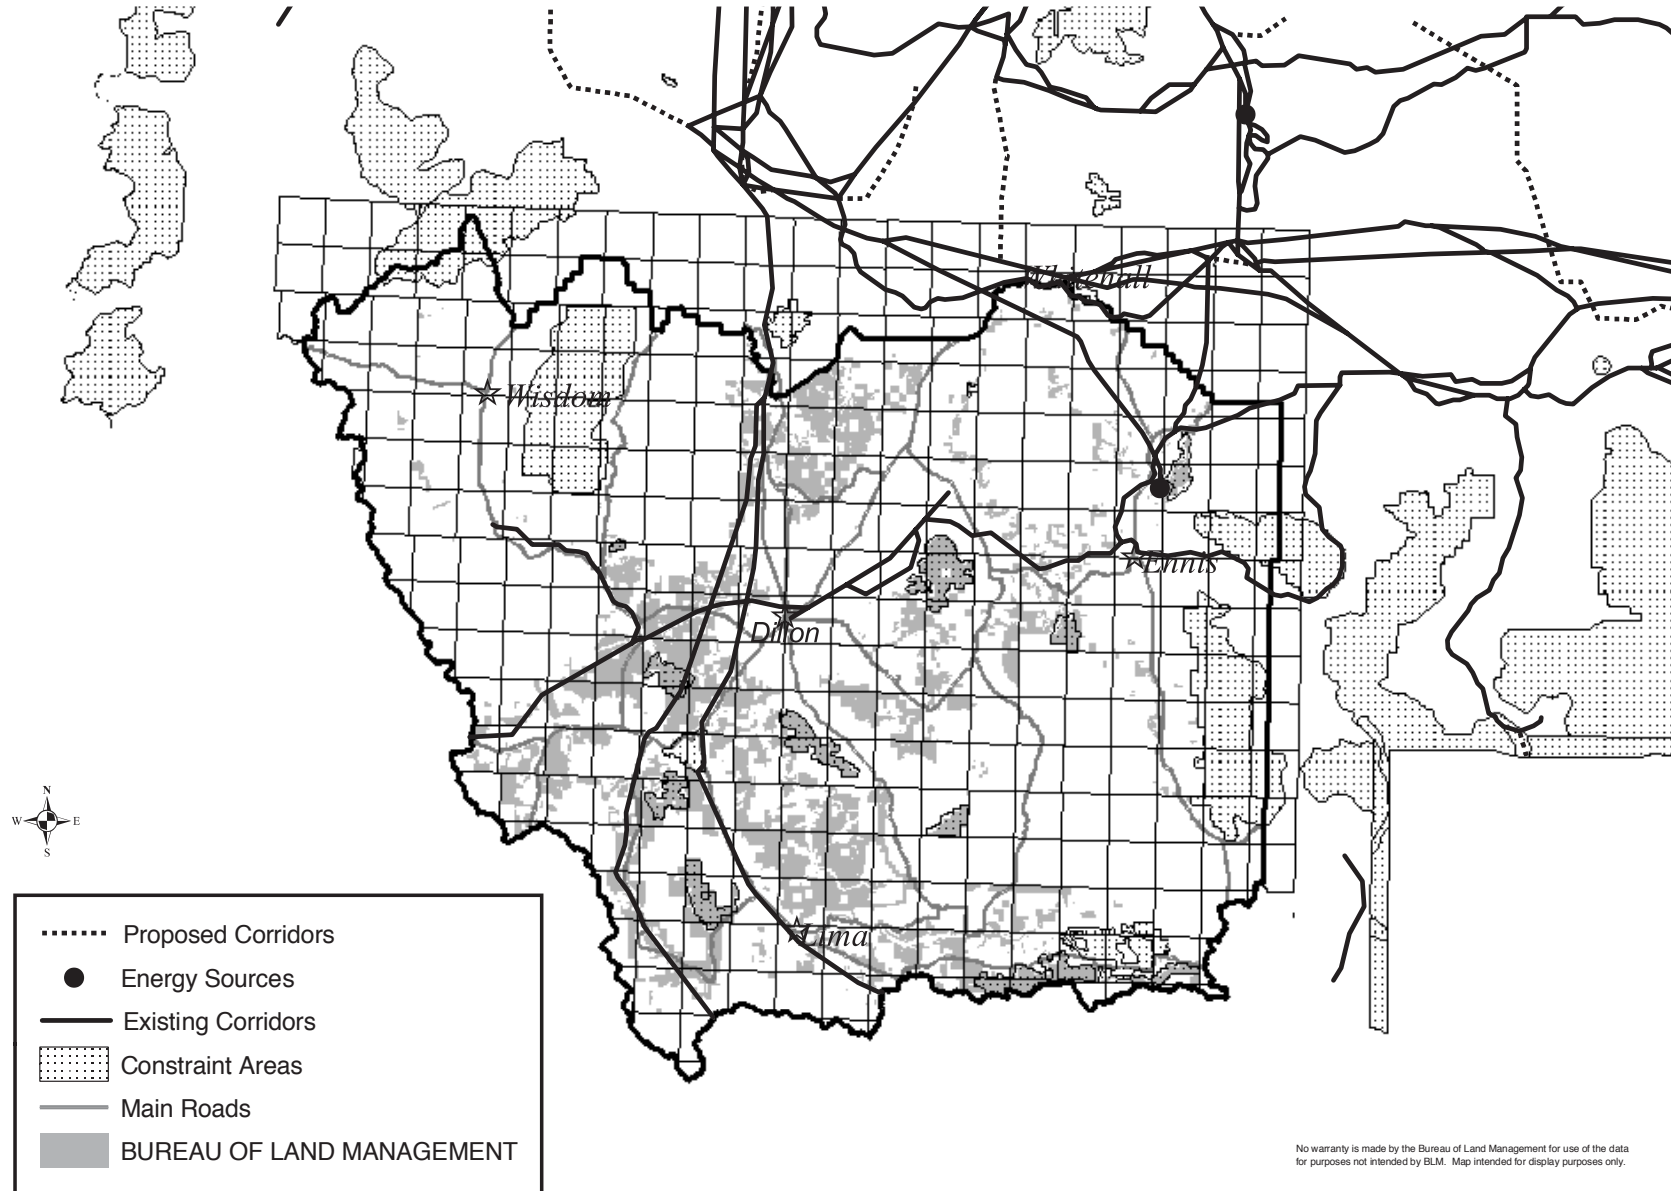 Whitehall
Wisdom
Ennis
Dillon
Lima
N
W E
S
Proposed Corridors
Energy Sources
Existing Corridors
Constraint Areas
Main Roads
BUREAU OF LAND MANAGEMENT
No warranty is made by the Bureau of Land Management for use of the data
for purposes not intended by BLM. Map intended for display purposes only.